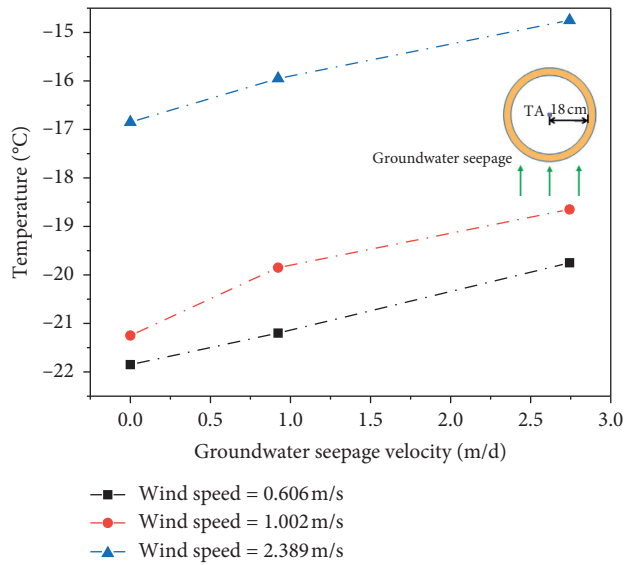 −15
−16
−17
−18
−19
−20
−21
−22
Temperature (°C)
TA
18 cm
Groundwater seepage
0.0 0.5 1.0 1.5 2.0 2.5 3.0
Groundwater seepage velocity (m/d)
Wind speed = 0.606 m/s
Wind speed = 1.002 m/s
Wind speed = 2.389 m/s